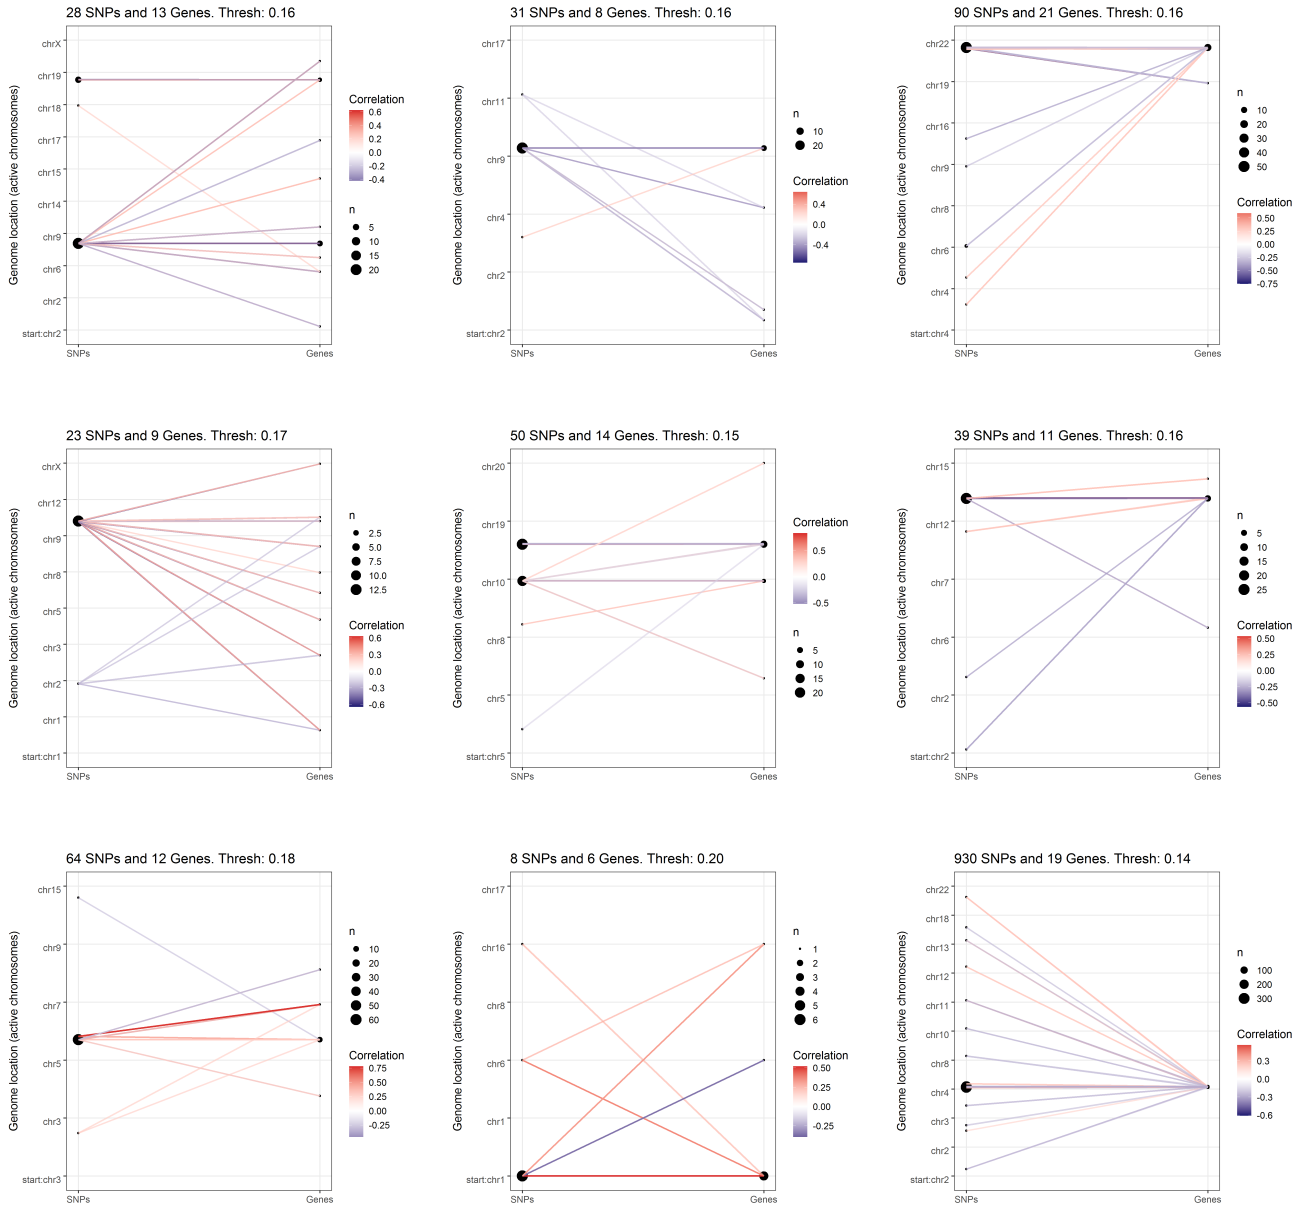 28 SNPs and 13 Genes. Thresh: 0.16
Genome location (active chromosomes)
chrX
chr19
chr18
chr17
chr15
chr14
chr9
chr6
chr2
start:chr2
SNPs
Genes
Correlation
0.6
0.4
0.2
0.0
-0.2
-0.4
n
5
10
15
20
31 SNPs and 8 Genes. Thresh: 0.16
Genome location (active chromosomes)
chr17
chr11
chr9
chr4
chr2
start:chr2
SNPs
Genes
n
10
20
Correlation
0.4
0.0
-0.4
90 SNPs and 21 Genes. Thresh: 0.16
Genome location (active chromosomes)
chr22
chr19
chr16
chr9
chr8
chr6
chr4
start:chr4
SNPs
Genes
n
10
20
30
40
50
Correlation
0.50
0.25
0.00
-0.25
-0.50
-0.75
23 SNPs and 9 Genes. Thresh: 0.17
Genome location (active chromosomes)
chrX
chr12
chr9
chr8
chr5
chr3
chr2
chr1
start:chr1
SNPs
Genes
n
2.5
5.0
7.5
10.0
12.5
Correlation
0.6
0.3
0.0
-0.3
-0.6
50 SNPs and 14 Genes. Thresh: 0.15
Genome location (active chromosomes)
chr20
chr19
chr10
chr8
chr5
start:chr5
SNPs
Genes
Correlation
0.5
0.0
-0.5
n
5
10
15
20
39 SNPs and 11 Genes. Thresh: 0.16
Genome location (active chromosomes)
chr15
chr12
chr7
chr6
chr2
start:chr2
SNPs
Genes
n
5
10
15
20
25
Correlation
0.50
0.25
0.00
-0.25
-0.50
64 SNPs and 12 Genes. Thresh: 0.18
Genome location (active chromosomes)
chr15
chr9
chr7
chr5
chr3
start:chr3
SNPs
Genes
n
10
20
30
40
50
60
Correlation
0.75
0.50
0.25
0.00
-0.25
8 SNPs and 6 Genes. Thresh: 0.20
Genome location (active chromosomes)
chr17
chr16
chr8
chr6
chr1
start:chr1
SNPs
Genes
n
1
2
3
4
5
6
Correlation
0.50
0.25
0.00
-0.25
930 SNPs and 19 Genes. Thresh: 0.14
Genome location (active chromosomes)
chr22
chr18
chr13
chr12
chr11
chr10
chr8
chr4
chr3
chr2
start:chr2
SNPs
Genes
n
100
200
300
Correlation
0.3
0.0
-0.3
-0.6